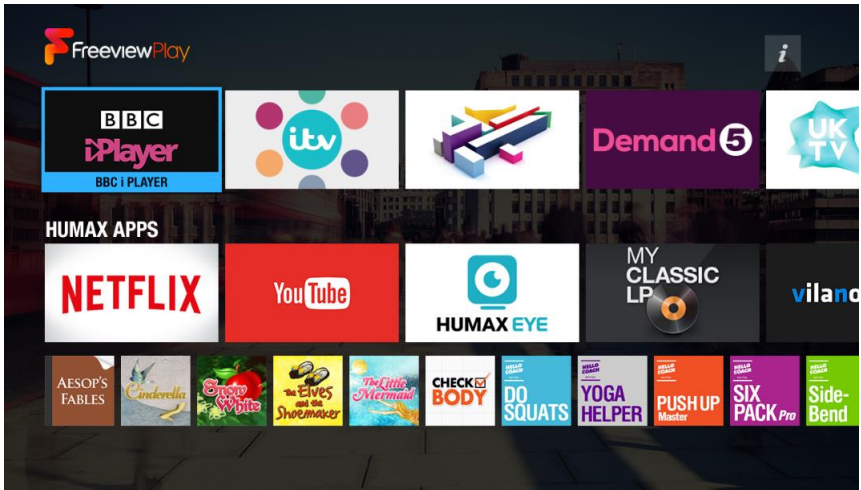 FreeviewPlay
i
BBC
iPlayer
BBC i PLAYER
itv
Demand 5
UK
TV
HUMAX APPS
NETFLIX
YouTube
HUMAX EYE
MY
CLASSIC
LP
vilano
AESOP'S
FABLES
Cinderella
Snow
White
The Elves
and the
Shoemaker
The Little
Mermaid
CHECK
BODY
HELLO
COACH
DO
SQUATS
HELLO
COACH
YOGA
HELPER
HELLO
COACH
PUSH UP
Master
HELLO
COACH
SIX
PACK Pro
HELLO
COACH
Side-
Bend